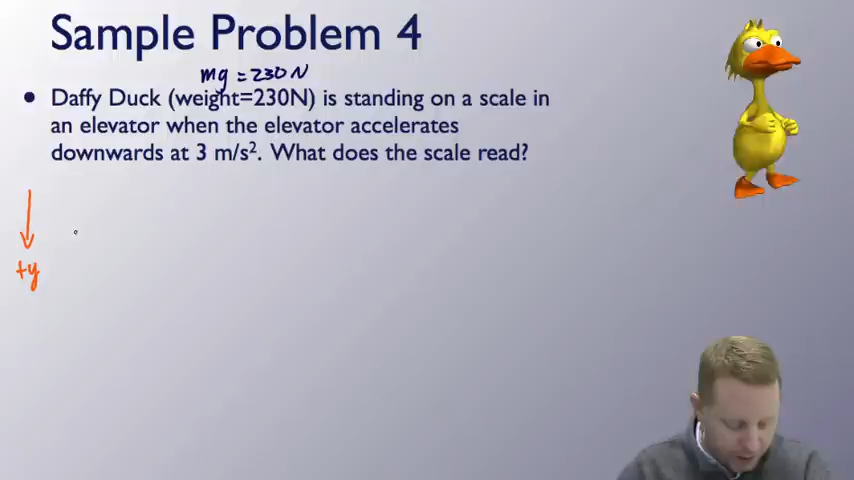 Sample Problem 4
mg = 230 N
• Daffy Duck (weight=230N) is standing on a scale in
an elevator when the elevator accelerates
downwards at 3 m/s². What does the scale read?
+y